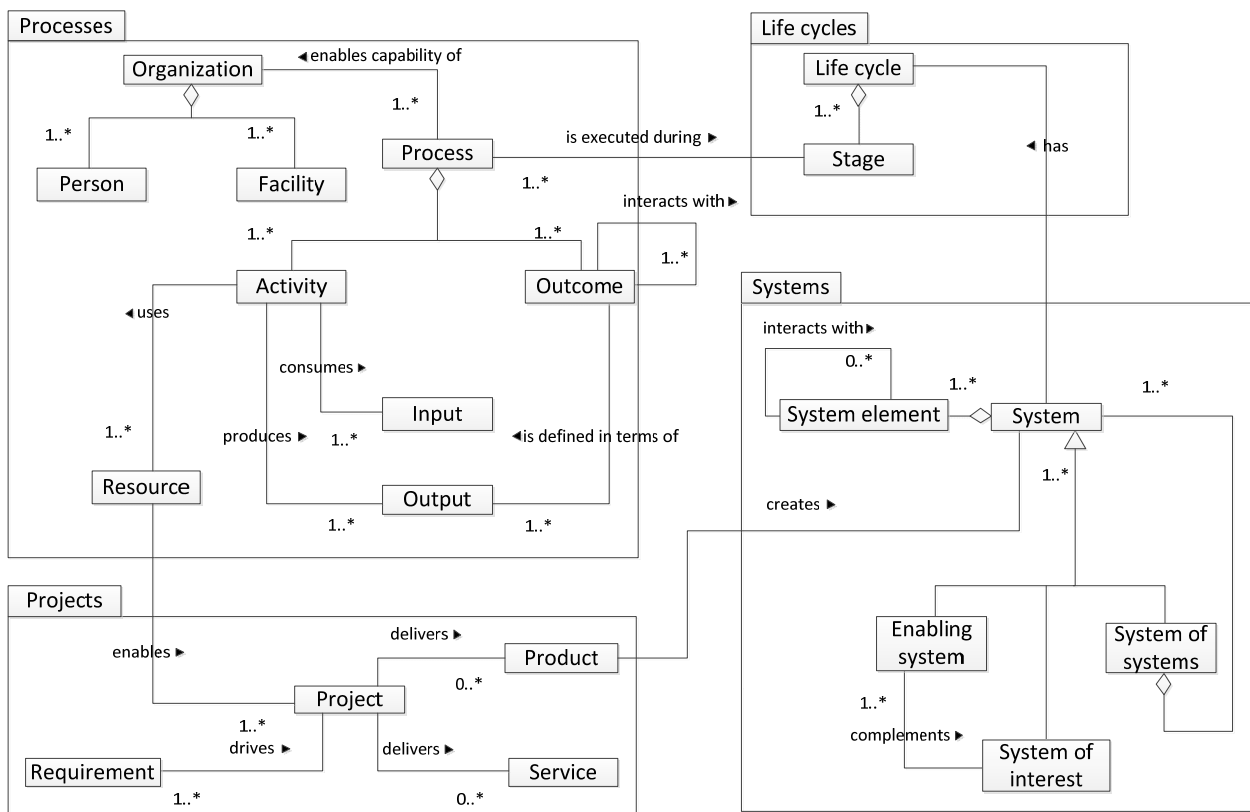 Processes
◄ enables capability of
Organization
1..*
1..*
1..*
Process
Person
Facility
is executed during ►
1..*
interacts with ►
1..*
1..*
1..*
Activity
Outcome
◄ uses
consumes ►
Input
1..*
produces ►
◄ is defined in terms of
1..*
Resource
Output
1..*
1..*
Life cycles
Life cycle
1..*
Stage
◄ has
Systems
interacts with ►
0..*
1..*
1..*
System element
System
1..*
creates ►
Enabling
system
System of
systems
1..*
complements ►
System of
interest
Projects
delivers ►
enables ►
Product
0..*
Project
1..*
drives ►
delivers ►
Requirement
Service
1..*
0..*